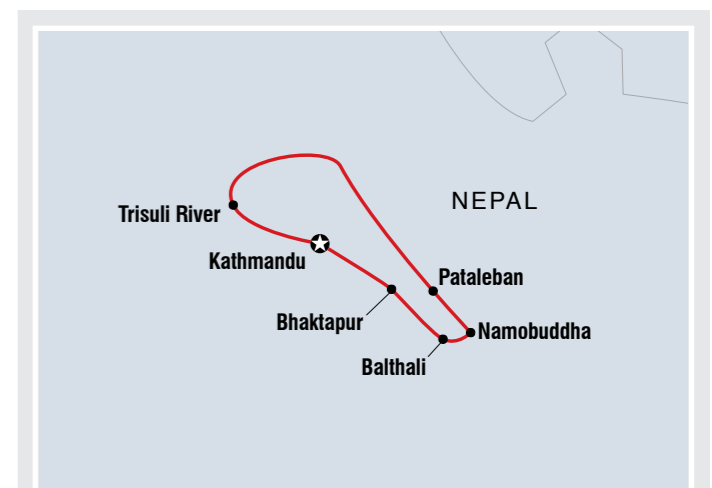 NEPAL
Trisuli River
Kathmandu
Pataleban
Bhaktapur
Namobuddha
Balthali